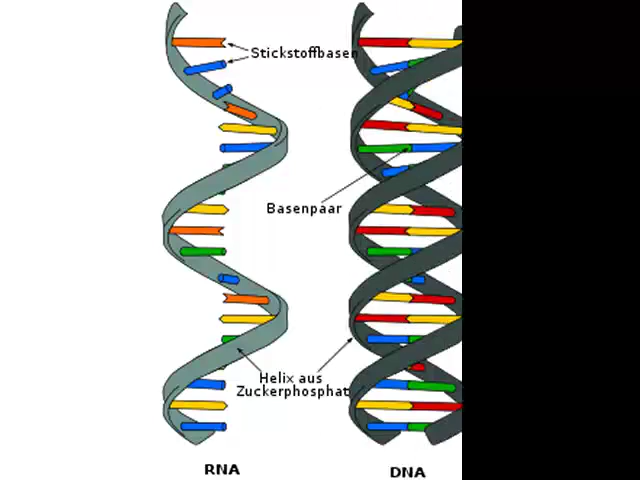 Stickstoffbasen
Basenpaar
Helix aus
Zuckerphosphat
RNA
DNA